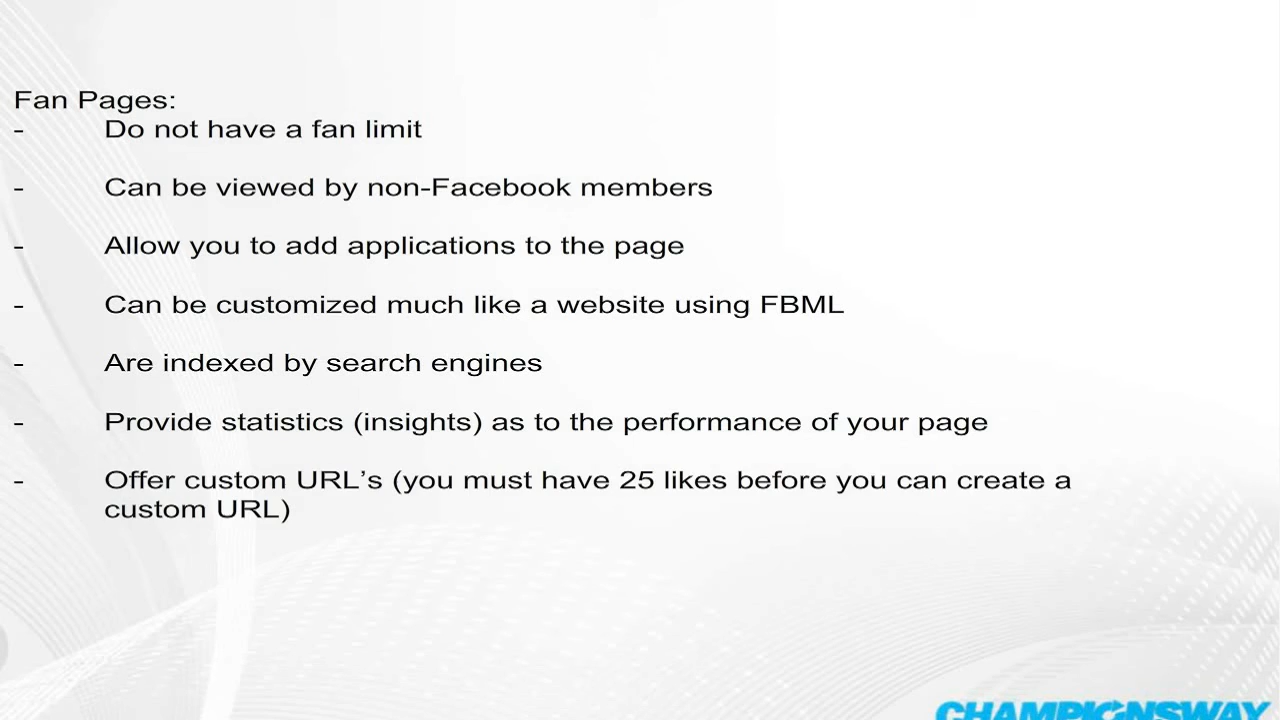 Fan Pages:
- Do not have a fan limit
- Can be viewed by non-Facebook members
- Allow you to add applications to the page
- Can be customized much like a website using FBML
- Are indexed by search engines
- Provide statistics (insights) as to the performance of your page
- Offer custom URL’s (you must have 25 likes before you can create a
custom URL)
CHAMPIONSWAY